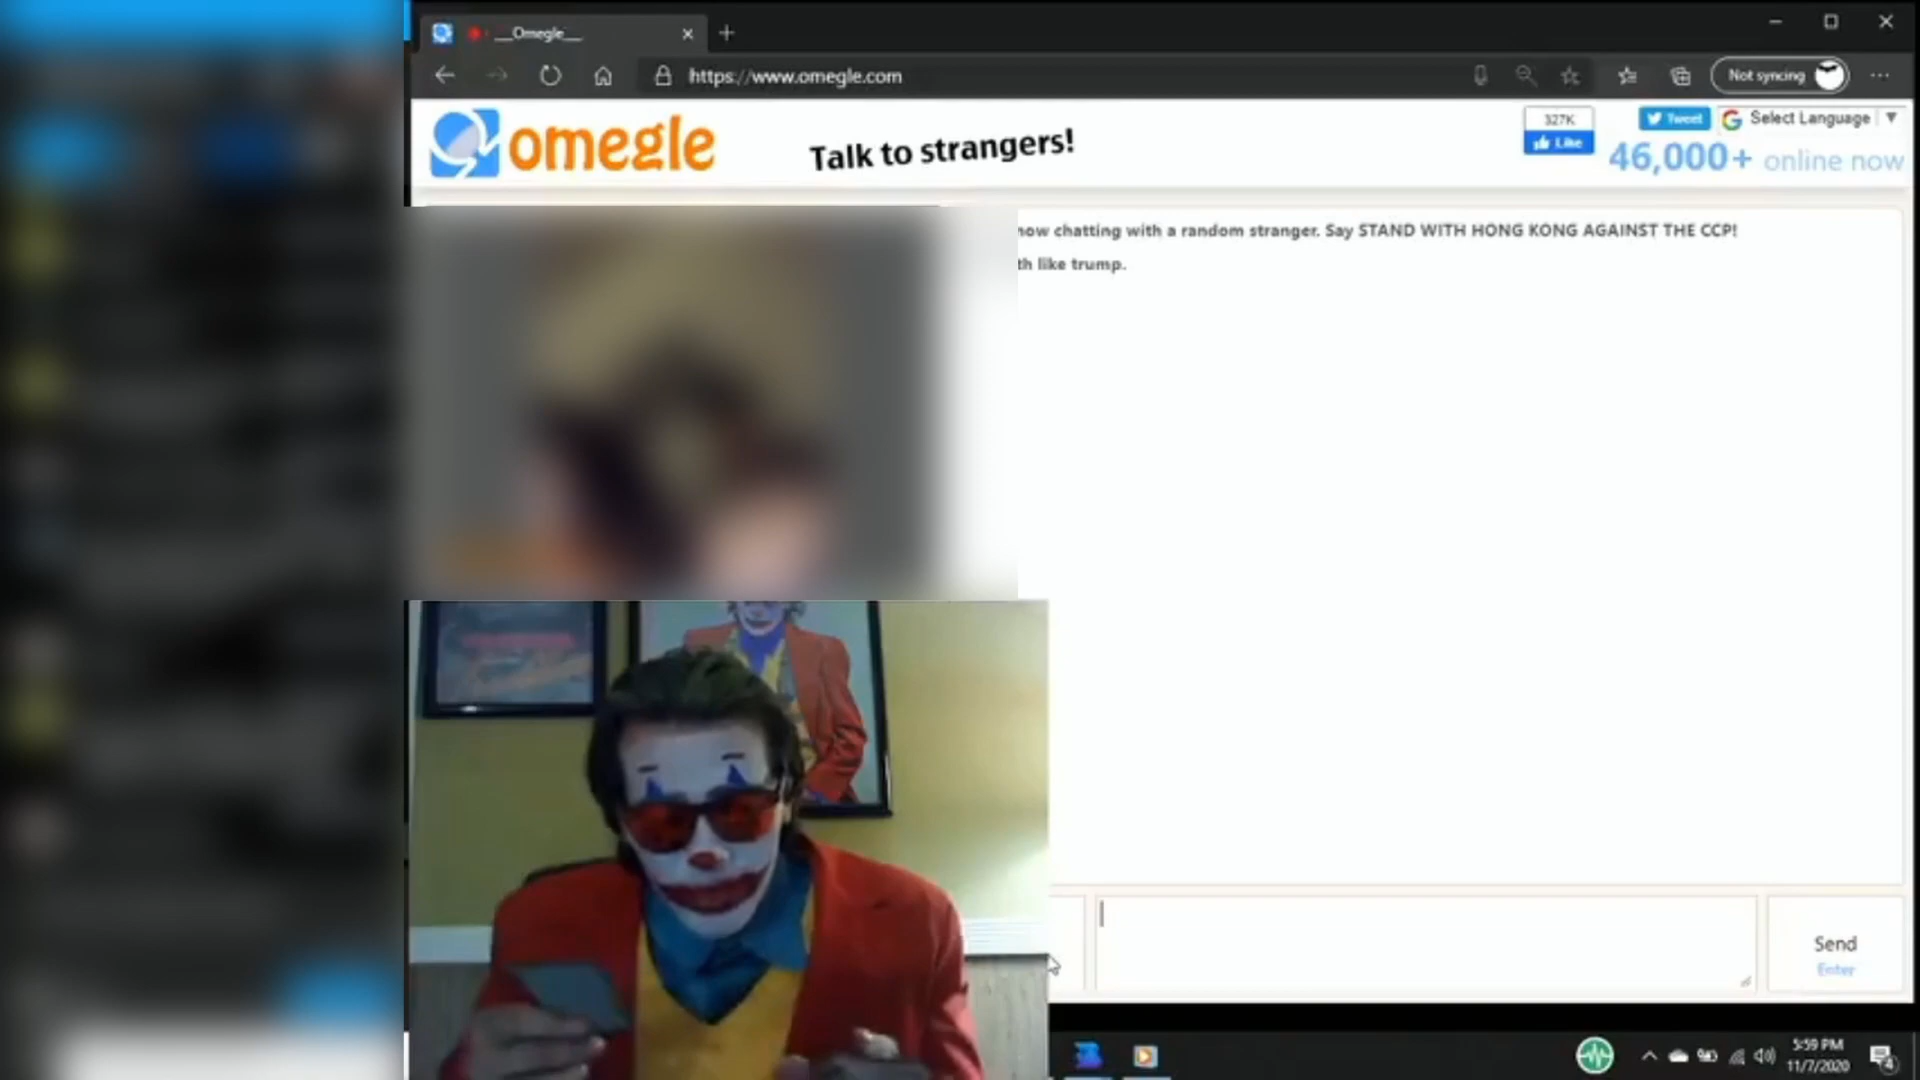 __Omegle__
https://www.omegle.com
Not syncing
omegle
Talk to strangers!
327K
Like
Tweet
Select Language
46,000+ online now
now chatting with a random stranger. Say STAND WITH HONG KONG AGAINST THE CCP!
th like trump.
Send
Enter
5:59 PM
11/7/2020
4